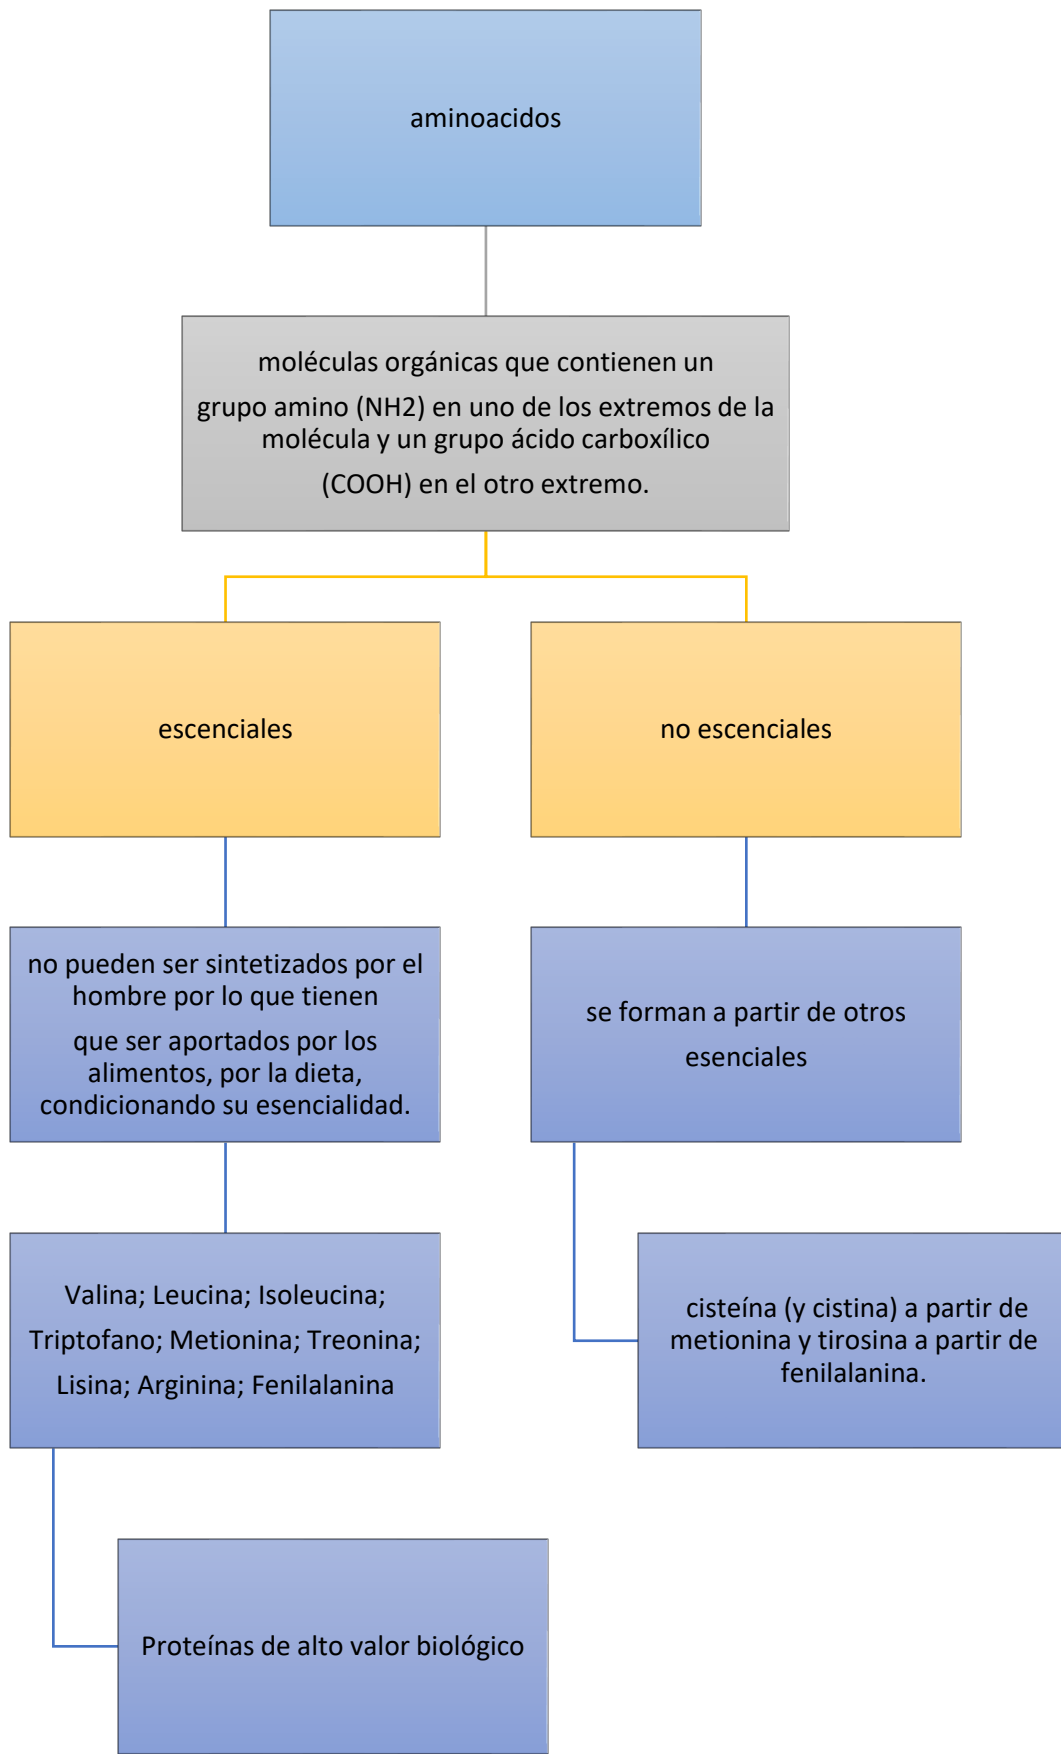 aminoacidos
moléculas orgánicas que contienen un
grupo amino (NH2) en uno de los extremos de la
molécula y un grupo ácido carboxílico
(COOH) en el otro extremo.
escenciales
no escenciales
no pueden ser sintetizados por el
hombre por lo que tienen
que ser aportados por los
alimentos, por la dieta,
condicionando su esencialidad.
se forman a partir de otros
esenciales
Valina; Leucina; Isoleucina;
Triptofano; Metionina; Treonina;
Lisina; Arginina; Fenilalanina
cisteína (y cistina) a partir de
metionina y tirosina a partir de
fenilalanina.
Proteínas de alto valor biológico